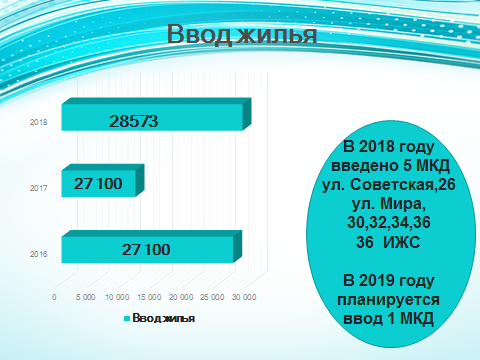 Ввод жилья
2018
28573
2017
27 100
2016
27 100
0 5 000 10 000 15 000 20 000 25 000 30 000
Ввод жилья
В 2018 году
введено 5 МКД
ул. Советская,26
ул. Мира,
30,32,34,36
36 ИЖС
В 2019 году
планируется
ввод 1 МКД